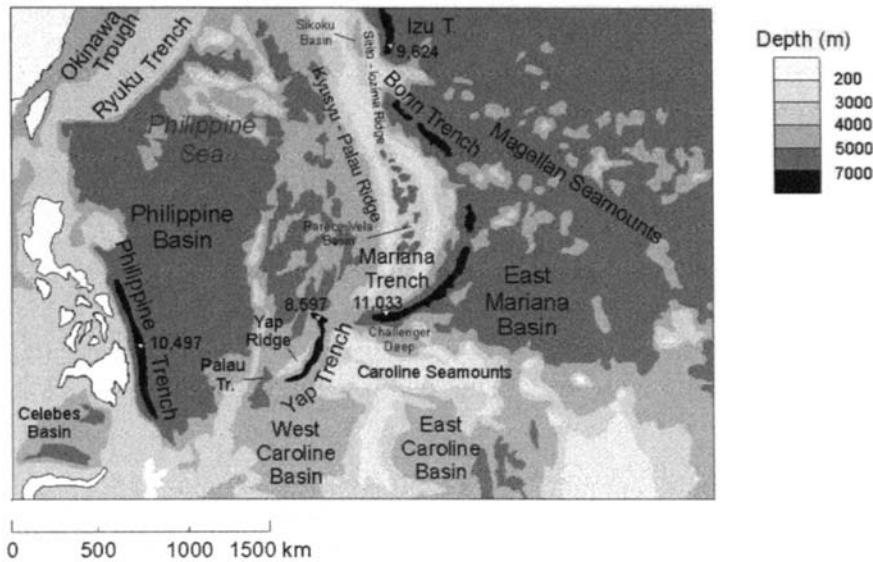 Okinawa
Trough
Ryuku Trench
Sikoku
Basin
Izu T.
9,624
Sitito - Iozima Ridge
Bonin Trench
Kyusyu - Palau Ridge
Philippine
Sea
Magellan Seamounts
Philippine
Basin
Parece Vela
Basin
Mariana
Trench
East
Mariana
Basin
Philippine Trench
10,497
8,597
11,033
Yap
Ridge
Challenger
Deep
Palau
Tr.
Yap Trench
Caroline Seamounts
Celebes
Basin
West
Caroline
Basin
East
Caroline
Basin
Depth (m)
200
3000
4000
5000
7000
0 500 1000 1500 km